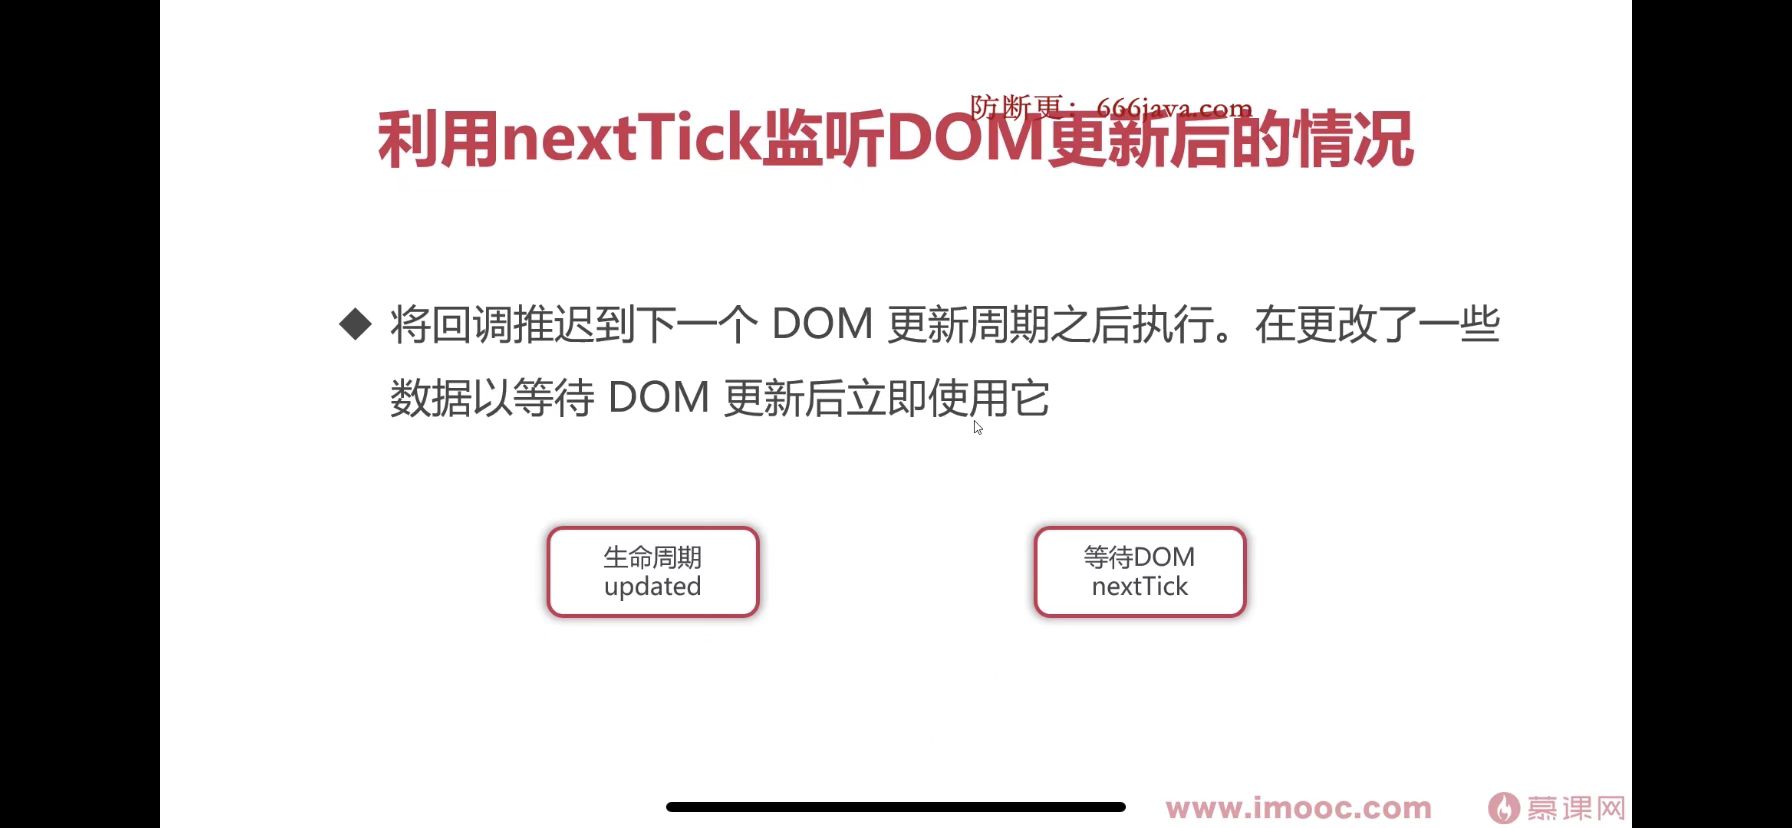 防断更：666java.com
利用nextTick监听DOM更新后的情况
◆ 将回调推迟到下一个 DOM 更新周期之后执行。在更改了一些
数据以等待 DOM 更新后立即使用它
生命周期
updated
等待DOM
nextTick
www.imooc.com
慕课网